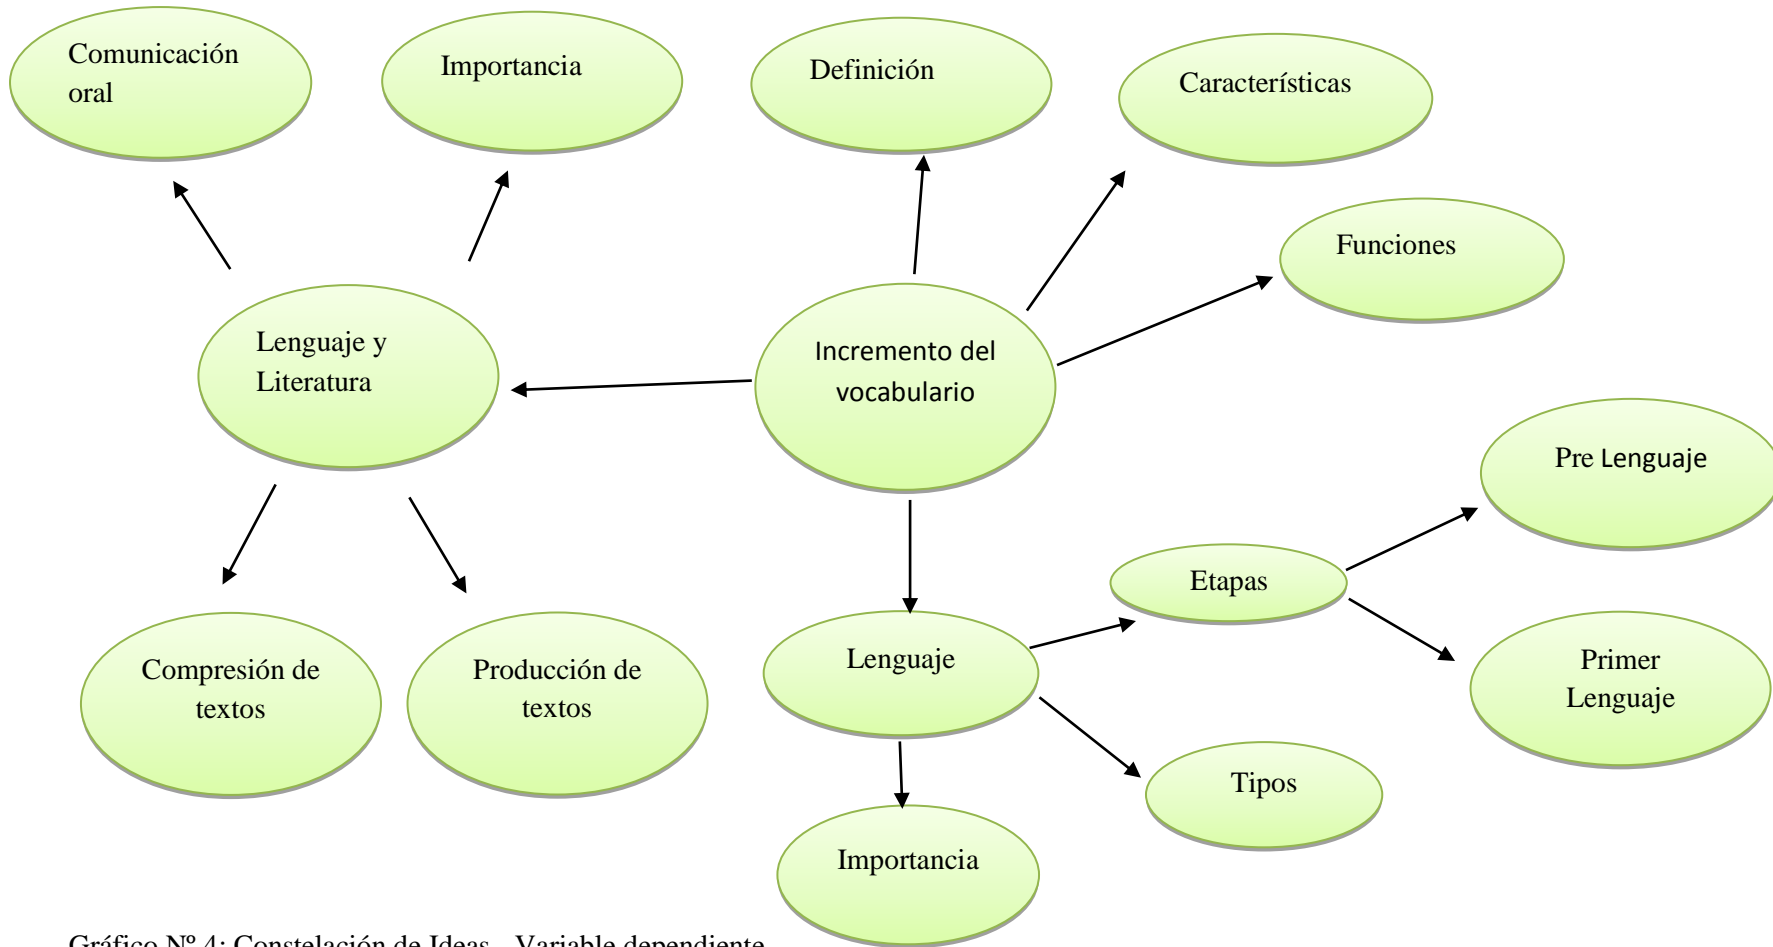 Comunicación
oral
Importancia
Definición
Características
Funciones
Lenguaje y
Literatura
Incremento del
vocabulario
Pre Lenguaje
Etapas
Primer
Lenguaje
Lenguaje
Compresión de
textos
Producción de
textos
Tipos
Importancia
Gráfico Nº 4: Constelación de Ideas - Variable dependiente